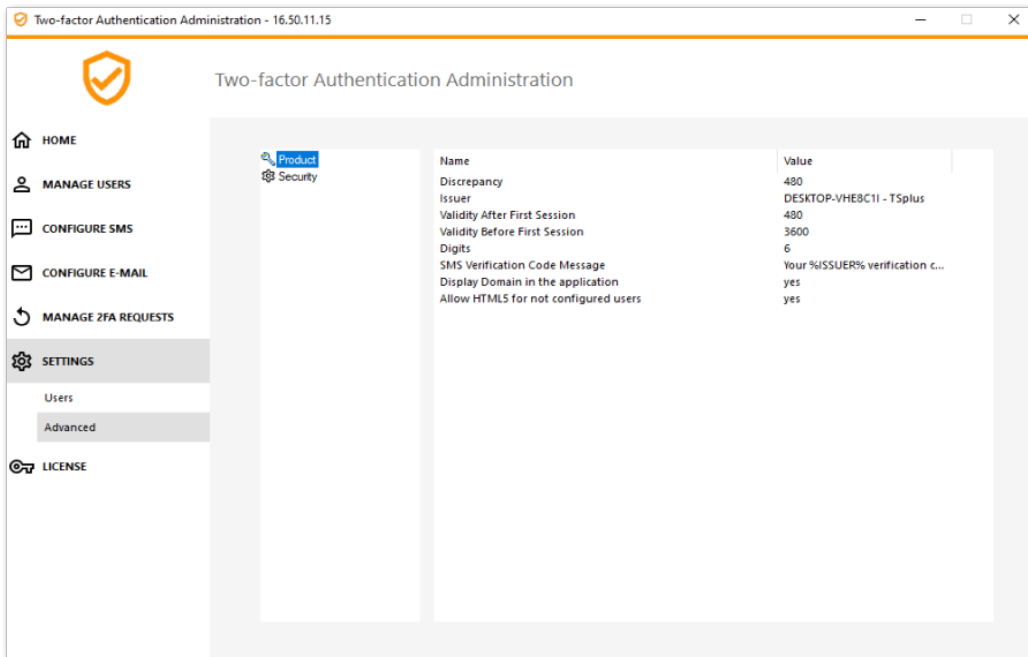 Two-factor Authentication Administration - 16.50.11.15
Two-factor Authentication Administration
HOME
MANAGE USERS
CONFIGURE SMS
CONFIGURE E-MAIL
MANAGE 2FA REQUESTS
SETTINGS
Users
Advanced
LICENSE
Product
Security
Name Value
Discrepancy 480
Issuer DESKTOP-VHE8C1I - TSplus
Validity After First Session 480
Validity Before First Session 3600
Digits 6
SMS Verification Code Message Your %ISSUER% verification c...
Display Domain in the application yes
Allow HTML5 for not configured users yes